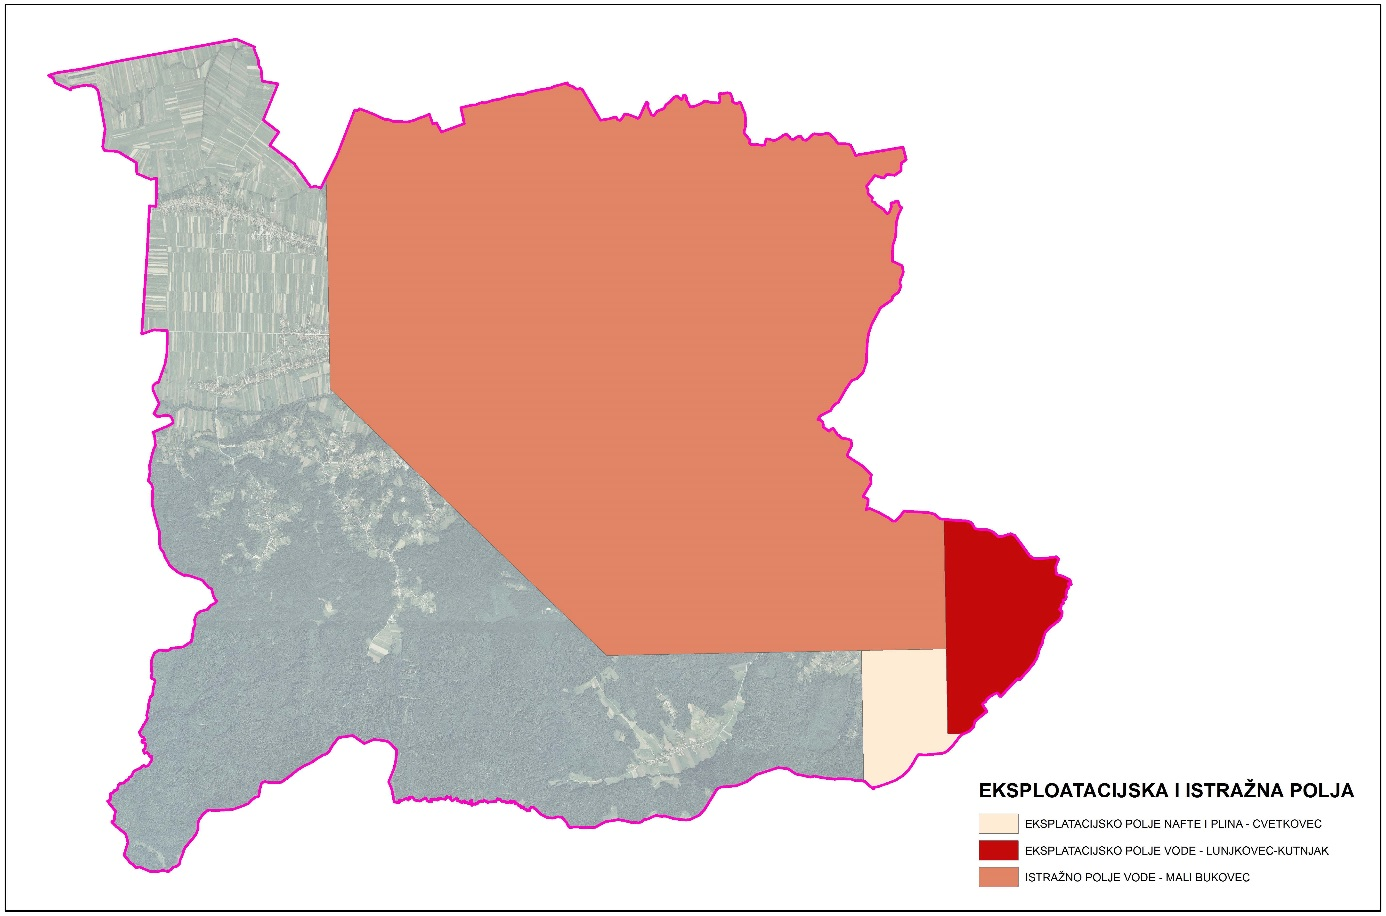 EKSPLOATACIJSKA I ISTRAŽNA POLJA
EKSPLATACIJSKO POLJE NAFTE I PLINA - CVETKOVEC
EKSPLATACIJSKO POLJE VODE - LUNJKOVEC-KUTNJAK
ISTRAŽNO POLJE VODE - MALI BUKOVEC